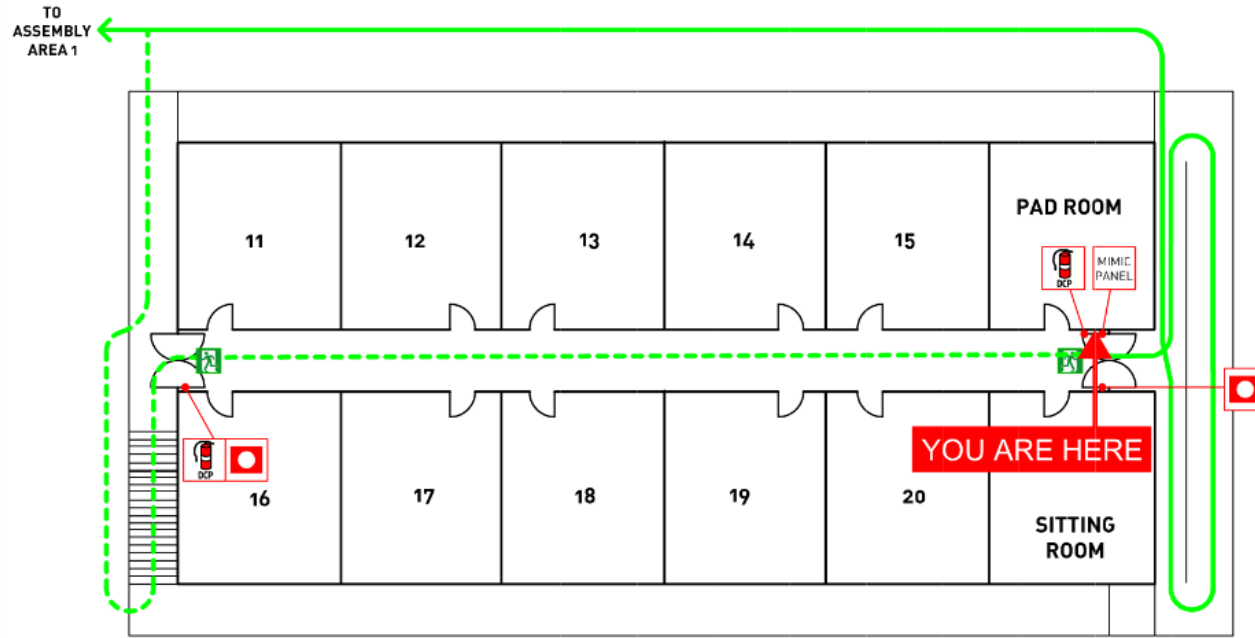 TO
ASSEMBLY
AREA 1
11
12
13
14
15
PAD ROOM
DCP
MIMIC
PANEL
YOU ARE HERE
DCP
16
17
18
19
20
SITTING
ROOM